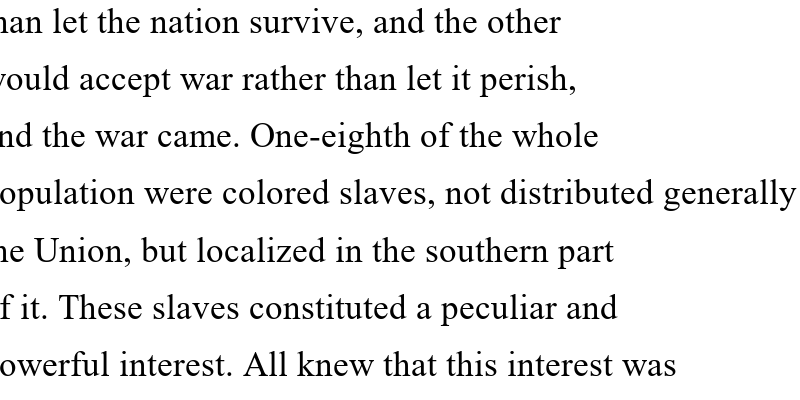 han let the nation survive, and the other
would accept war rather than let it perish,
nd the war came. One-eighth of the whole
opulation were colored slaves, not distributed generally
he Union, but localized in the southern part
f it. These slaves constituted a peculiar and
owerful interest. All knew that this interest was